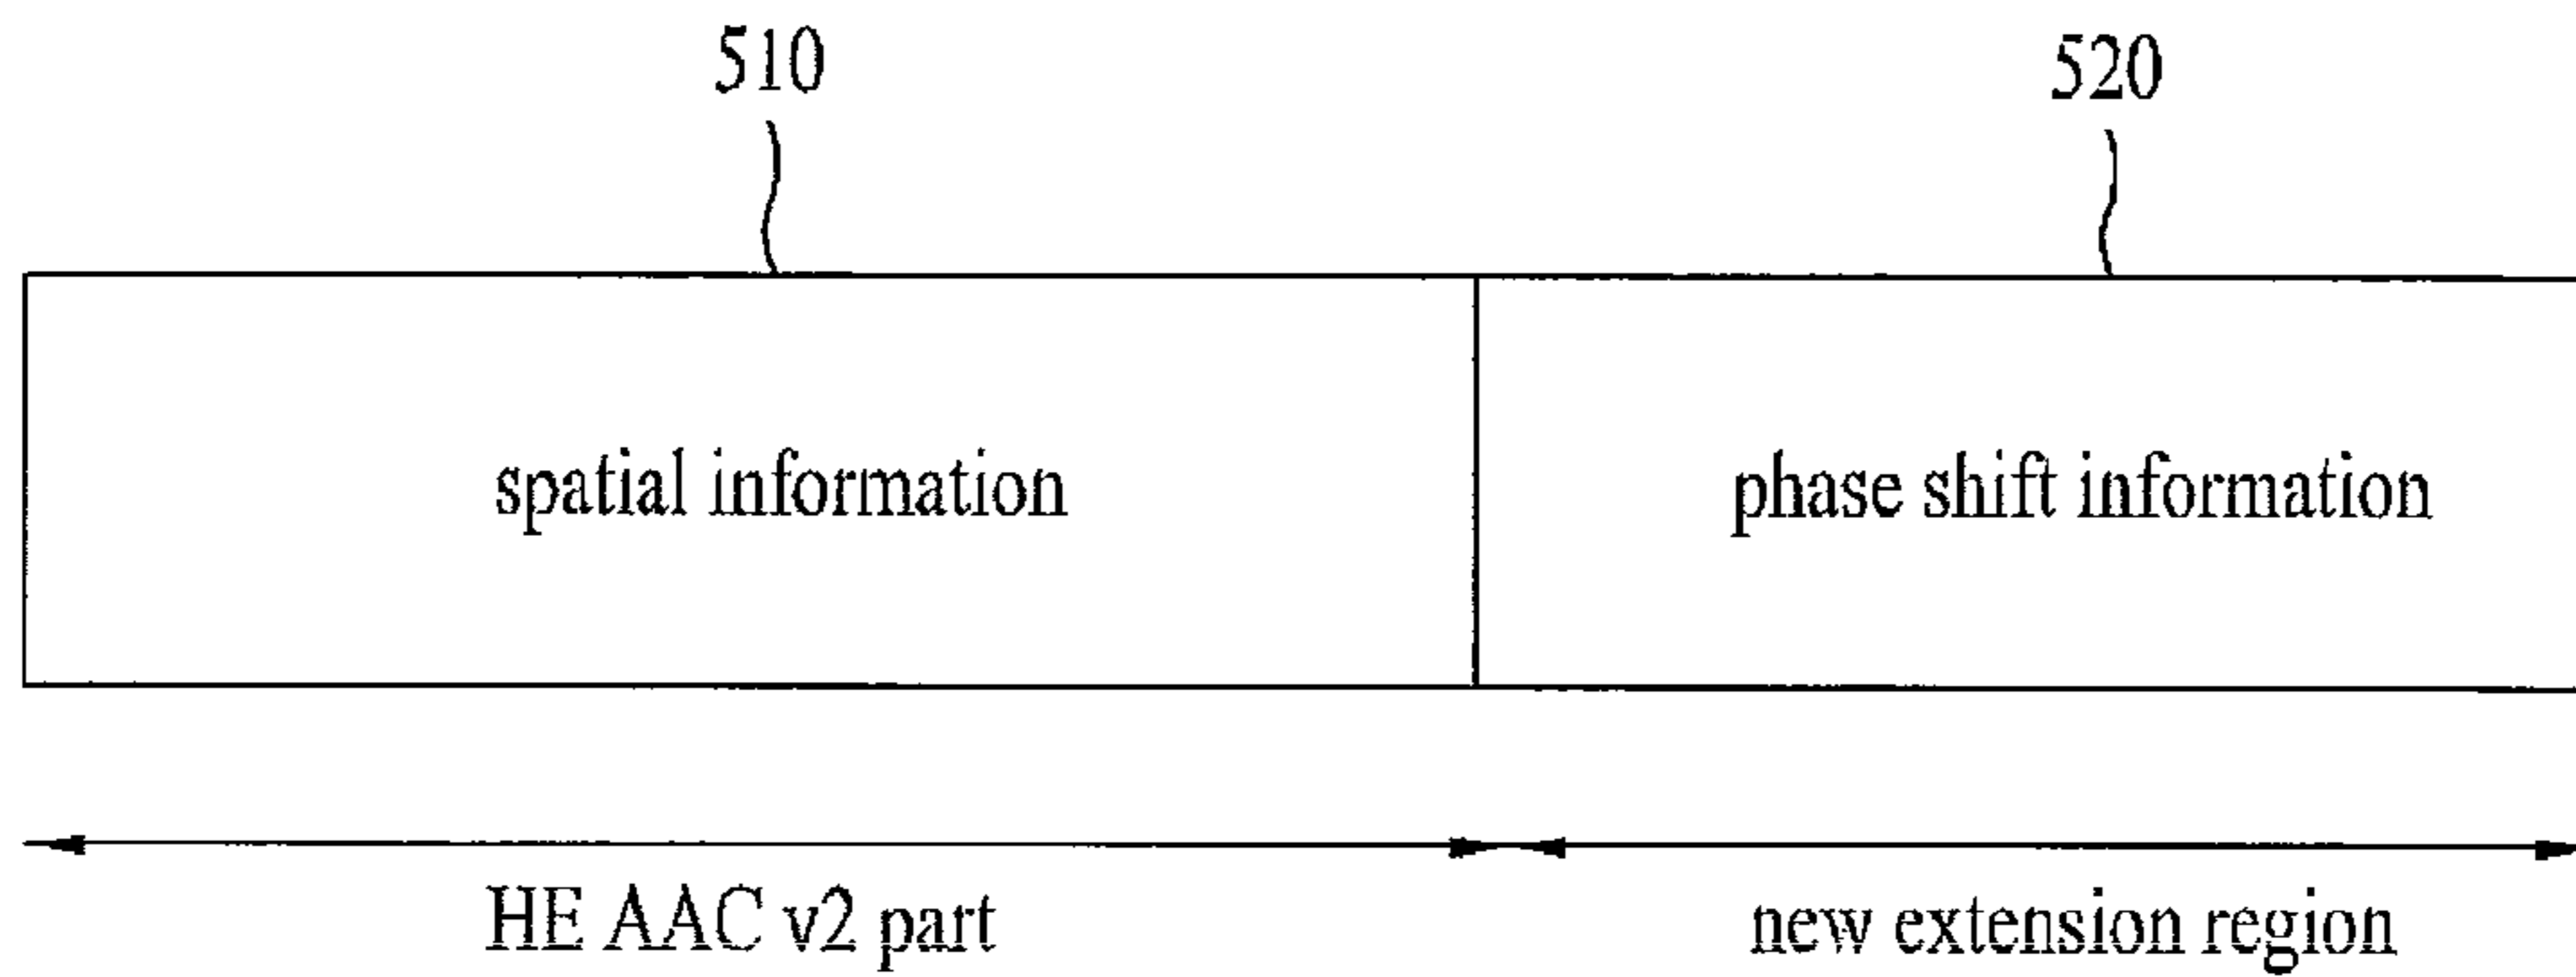 510 520
spatial information phase shift information
HE AAC v2 part new extension region